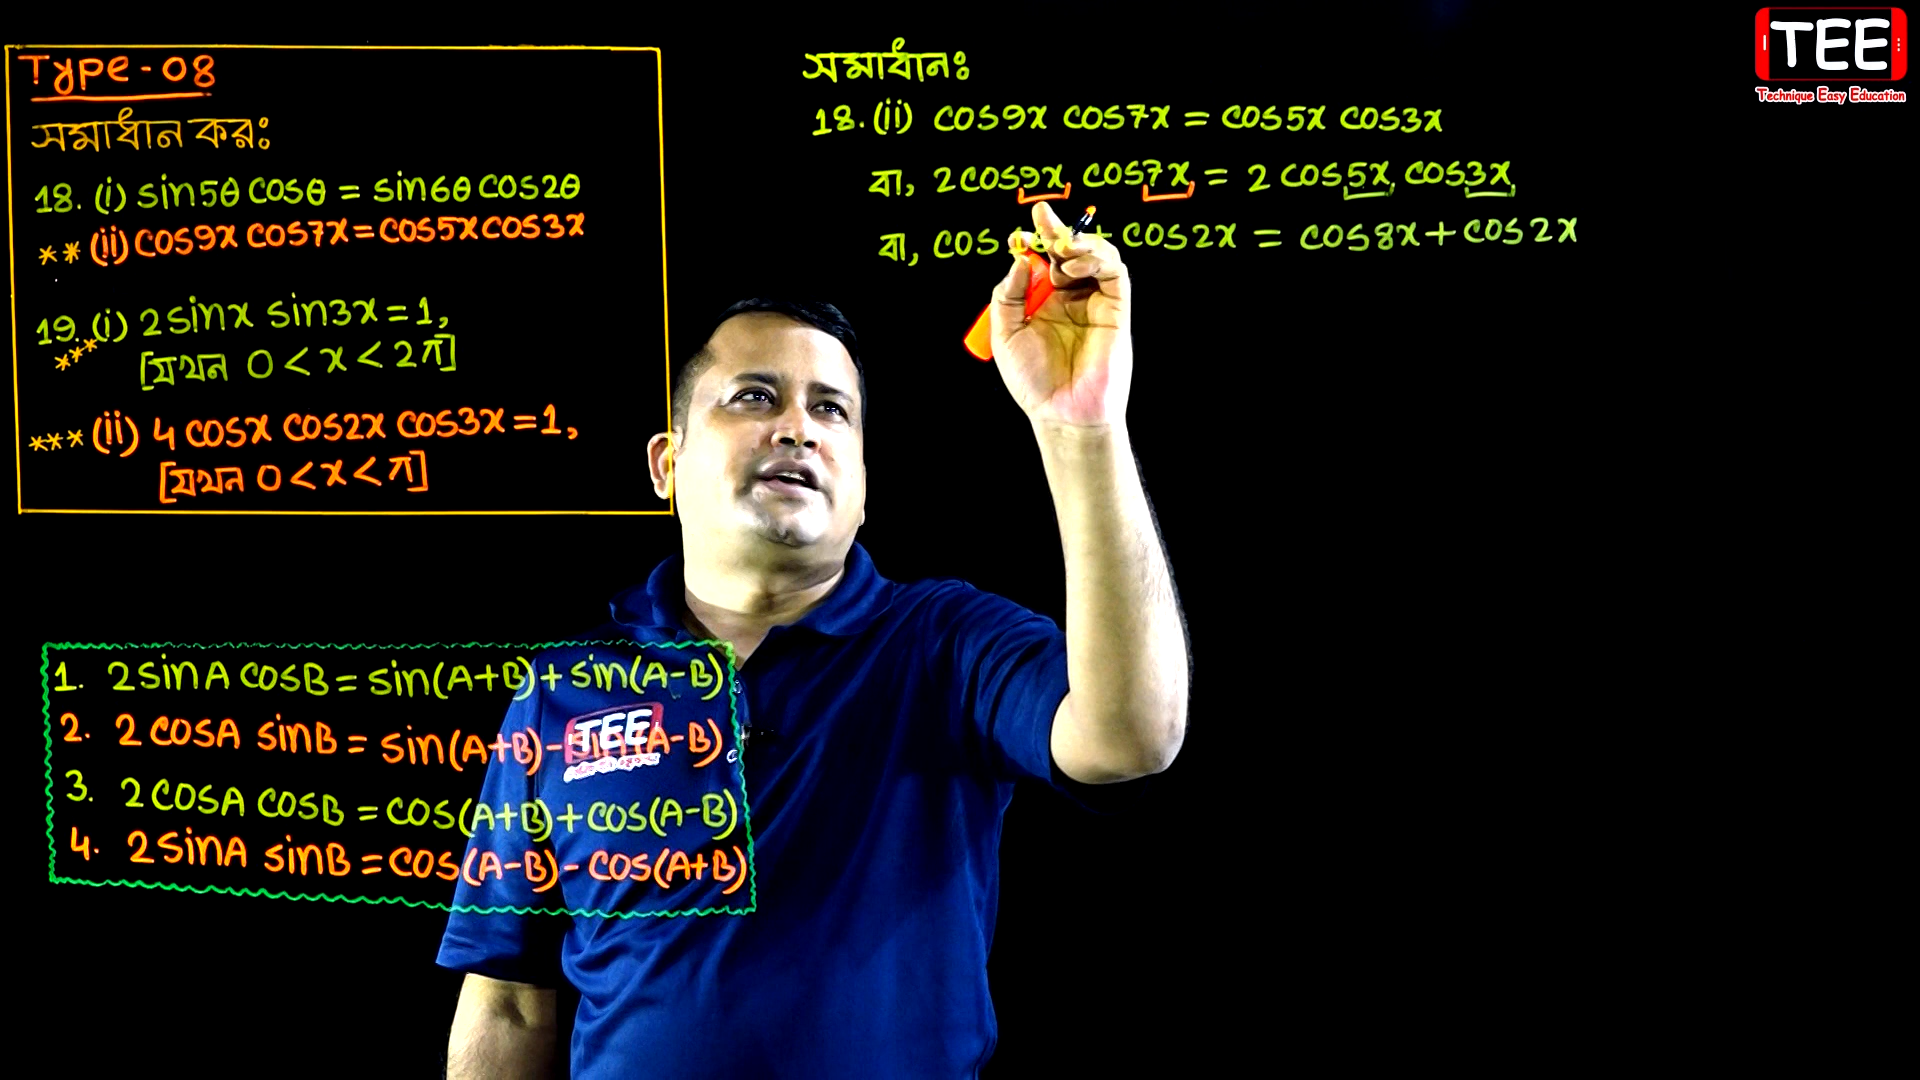 TEE
Technique Easy Education
Type-08
সমাধান করঃ
18. (i) sin5θ cosθ = sin6θ cos2θ
** (ii) cos9x cos7x = cos5x cos3x
19. (i) 2sinx sin3x = 1,
***
[যখন 0 < x < 2π]
*** (ii) 4 cosx cos2x cos3x = 1,
[যখন 0 < x < π]
সমাধানঃ
18. (ii) cos9x cos7x = cos5x cos3x
বা, 2cos9x cos7x = 2 cos5x cos3x
বা, cos + cos2x = cos8x + cos2x
1. 2sinA cosB = sin(A+B) + sin(A-B)
2. 2 cosA sinB = sin(A+B) - sin(A-B)
3. 2cosA cosB = cos(A+B) + cos(A-B)
4. 2sinA sinB = cos(A-B) - cos(A+B)
TEE